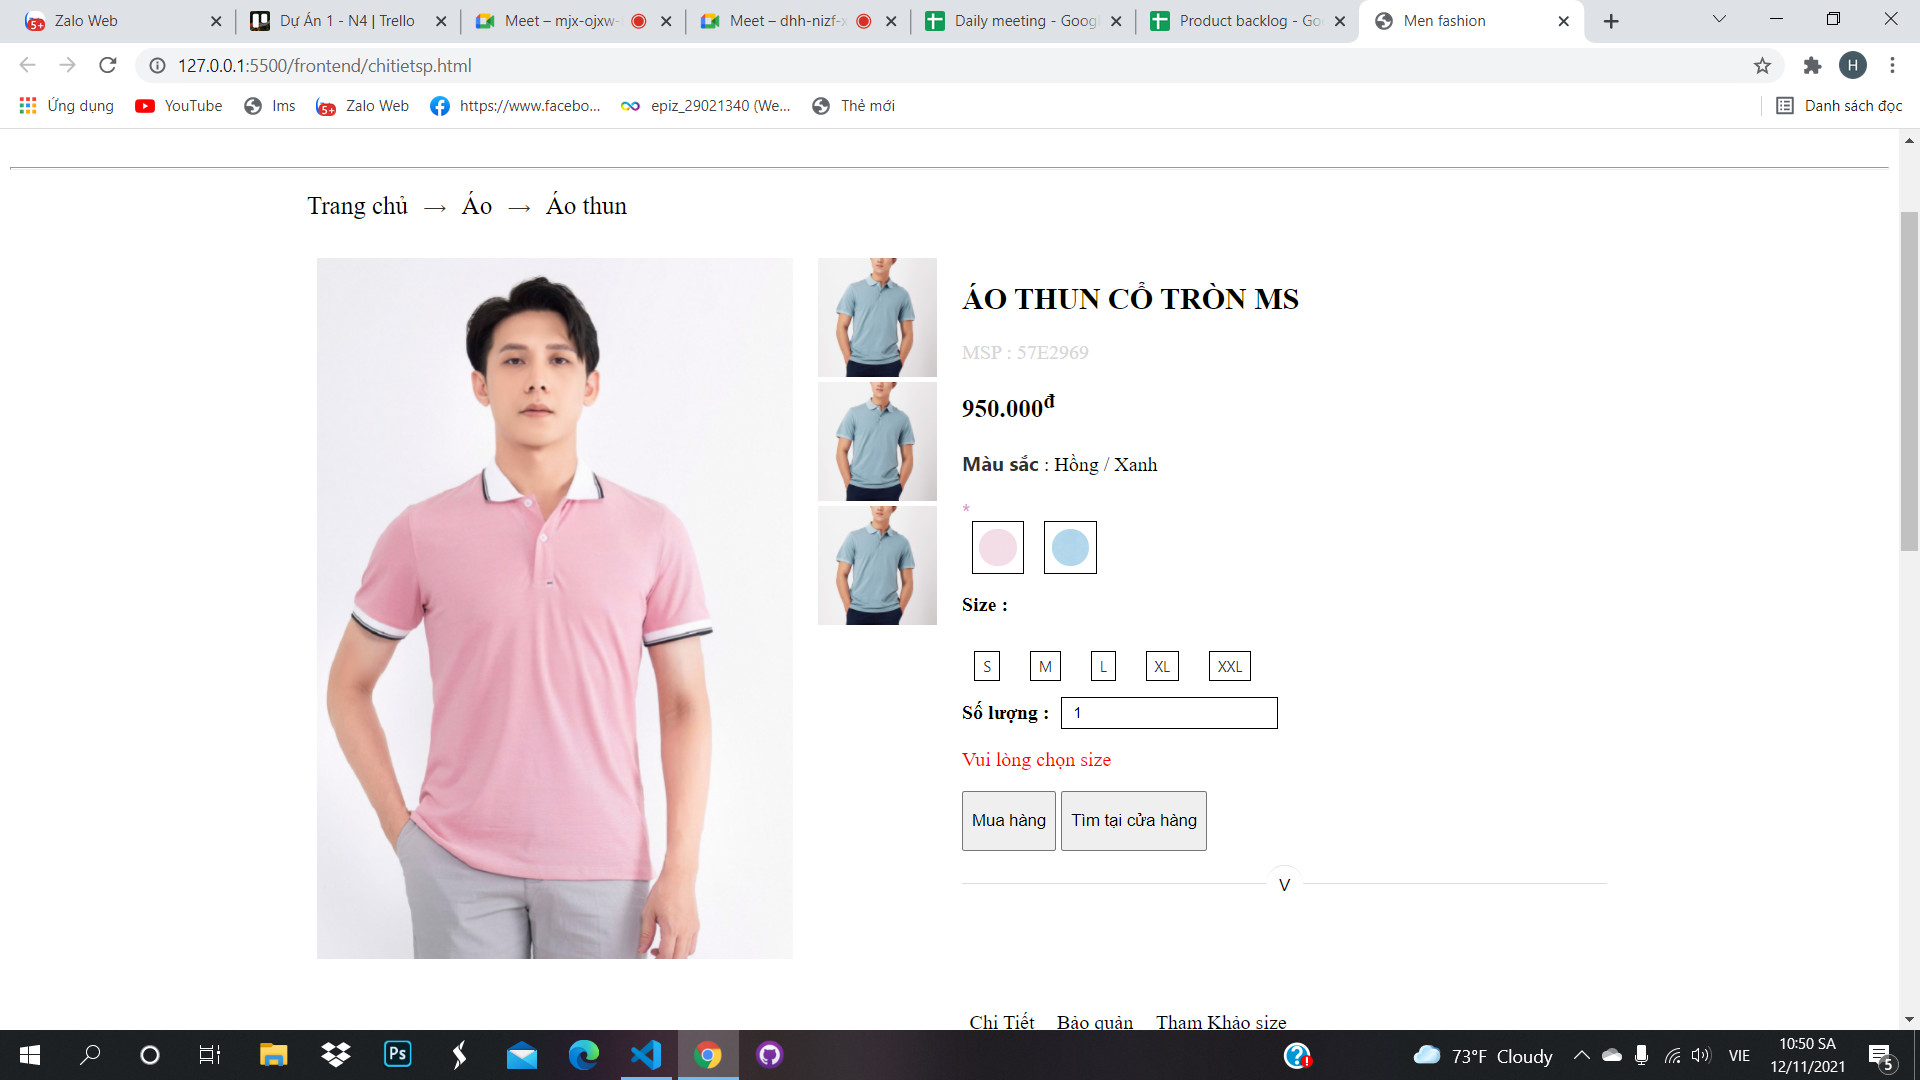 Zalo Web
Dự Án 1 - N4 | Trello
Meet – mjx-ojxw-
Meet – dhh-nizf-x
Daily meeting - Googl
Product backlog - Go
Men fashion
127.0.0.1:5500/frontend/chitietsp.html
H
Ứng dụng
YouTube
lms
Zalo Web
https://www.facebo...
epiz_29021340 (We...
Thẻ mới
Danh sách đọc
Trang chủ → Áo → Áo thun
ÁO THUN CỔ TRÒN MS
MSP : 57E2969
950.000đ
Màu sắc : Hồng / Xanh
*
Size :
S M L XL XXL
Số lượng : 1
Vui lòng chọn size
Mua hàng Tìm tại cửa hàng
V
Chi Tiết Bảo quản Tham Khảo size
Ps
73°F Cloudy
VIE
10:50 SA
12/11/2021
5